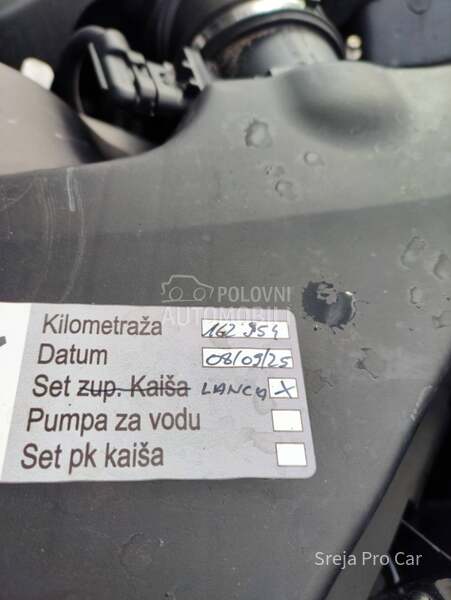 POLOVNI
AUTOMOBILI
Kilometraža 162 954
Datum 08/09/25
Set zup. Kaiša LANCA X
Pumpa za vodu
Set pk kaiša
Sreja Pro Car